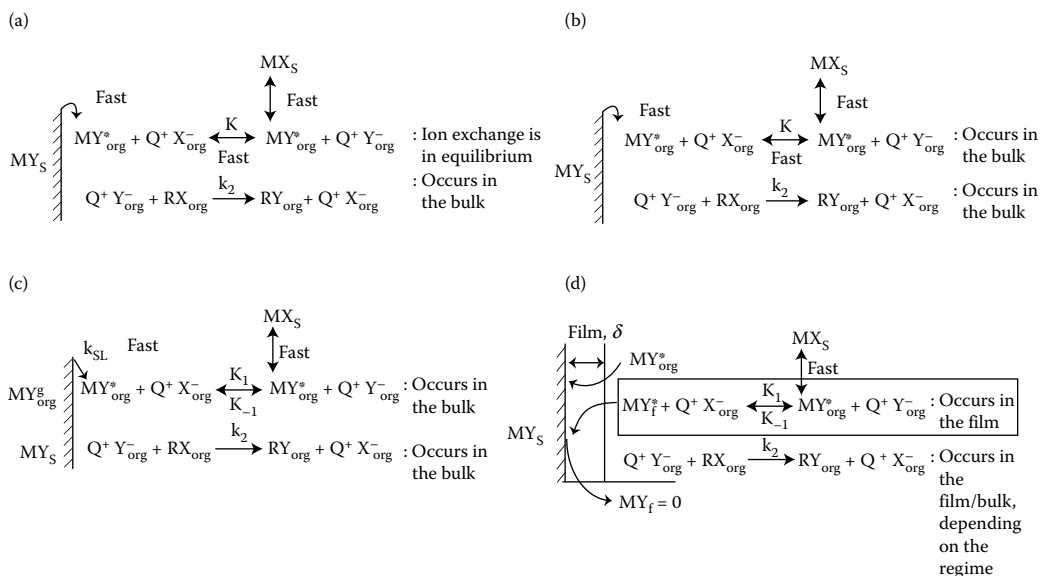 (a)
MX_S
Fast
Fast
MY*_org + Q⁺ X⁻_org ⟷ MY*_org + Q⁺ Y⁻_org
K
Fast
: Ion exchange is
in equilibrium
MY_S
Q⁺ Y⁻_org + RX_org ⟶ RY_org + Q⁺ X⁻_org
k₂
: Occurs in
the bulk
(b)
MX_S
Fast
Fast
MY*_org + Q⁺ X⁻_org ⟷ MY*_org + Q⁺ Y⁻_org
K
Fast
: Occurs in
the bulk
MY_S
Q⁺ Y⁻_org + RX_org ⟶ RY_org + Q⁺ X⁻_org
k₂
: Occurs in
the bulk
(c)
MX_S
k_SL
Fast
Fast
MY^g_org
MY*_org + Q⁺ X⁻_org ⟷ MY*_org + Q⁺ Y⁻_org
K₁
K₋₁
: Occurs in
the bulk
MY_S
Q⁺ Y⁻_org + RX_org ⟶ RY_org + Q⁺ X⁻_org
k₂
: Occurs in
the bulk
(d)
Film, δ
MX_S
MY*_org
Fast
MY*_f + Q⁺ X⁻_org ⟷ MY*_org + Q⁺ Y⁻_org
K₁
K₋₁
: Occurs in
the film
MY_S
Q⁺ Y⁻_org + RX_org ⟶ RY_org + Q⁺ X⁻_org
k₂
: Occurs in
the
film/bulk,
depending
on the
regime
MY_f = 0